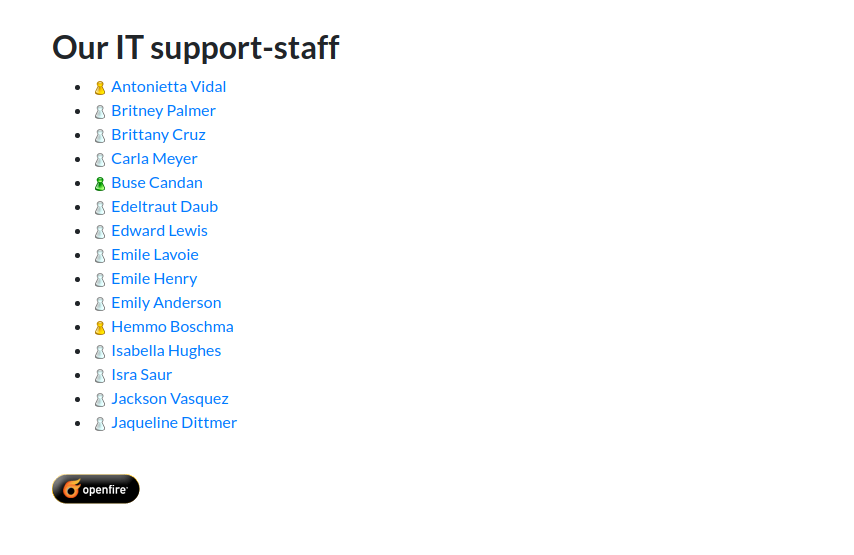 Our IT support-staff
Antonietta Vidal
Britney Palmer
Brittany Cruz
Carla Meyer
Buse Candan
Edeltraut Daub
Edward Lewis
Emile Lavoie
Emile Henry
Emily Anderson
Hemmo Boschma
Isabella Hughes
Isra Saur
Jackson Vasquez
Jaqueline Dittmer
openfire